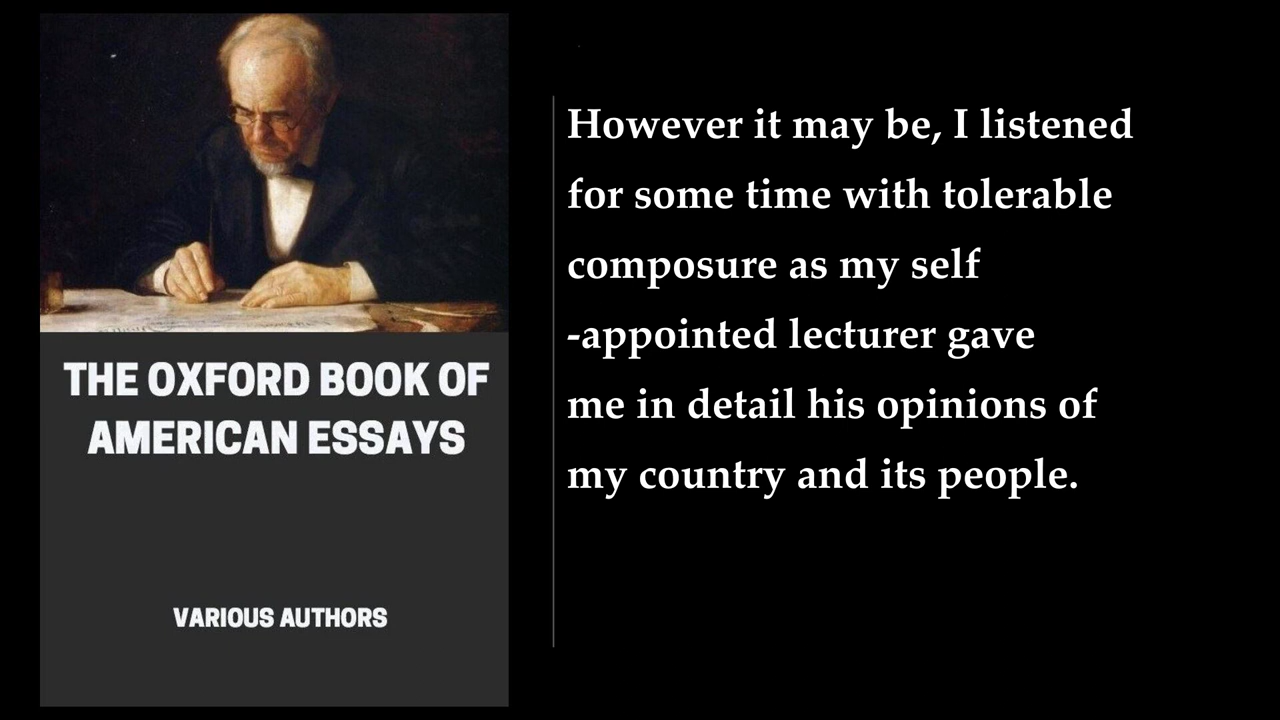 THE OXFORD BOOK OF
AMERICAN ESSAYS
VARIOUS AUTHORS
However it may be, I listened
for some time with tolerable
composure as my self
-appointed lecturer gave
me in detail his opinions of
my country and its people.